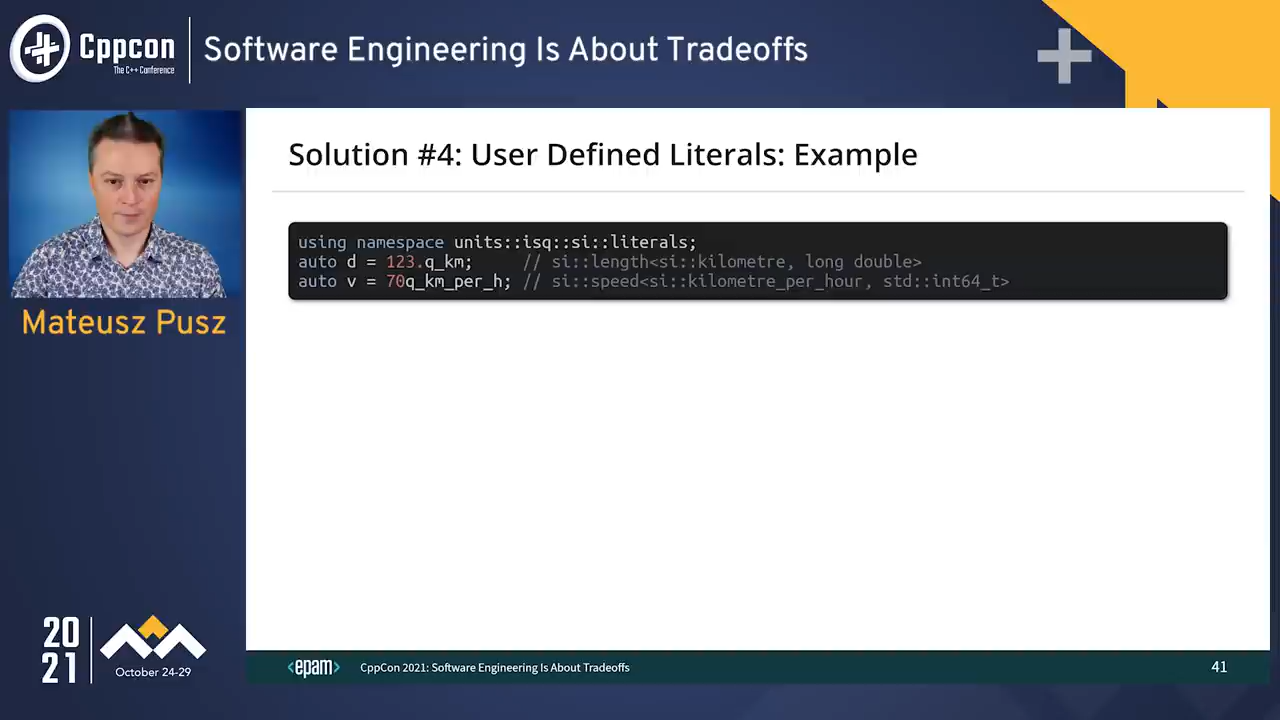 Cppcon
The C++ Conference
Software Engineering Is About Tradeoffs
Mateusz Pusz
Solution #4: User Defined Literals: Example
using namespace units::isq::si::literals;
auto d = 123.q_km;     // si::length<si::kilometre, long double>
auto v = 70q_km_per_h; // si::speed<si::kilometre_per_hour, std::int64_t>
20
21
October 24-29
<epam>
CppCon 2021: Software Engineering Is About Tradeoffs
41